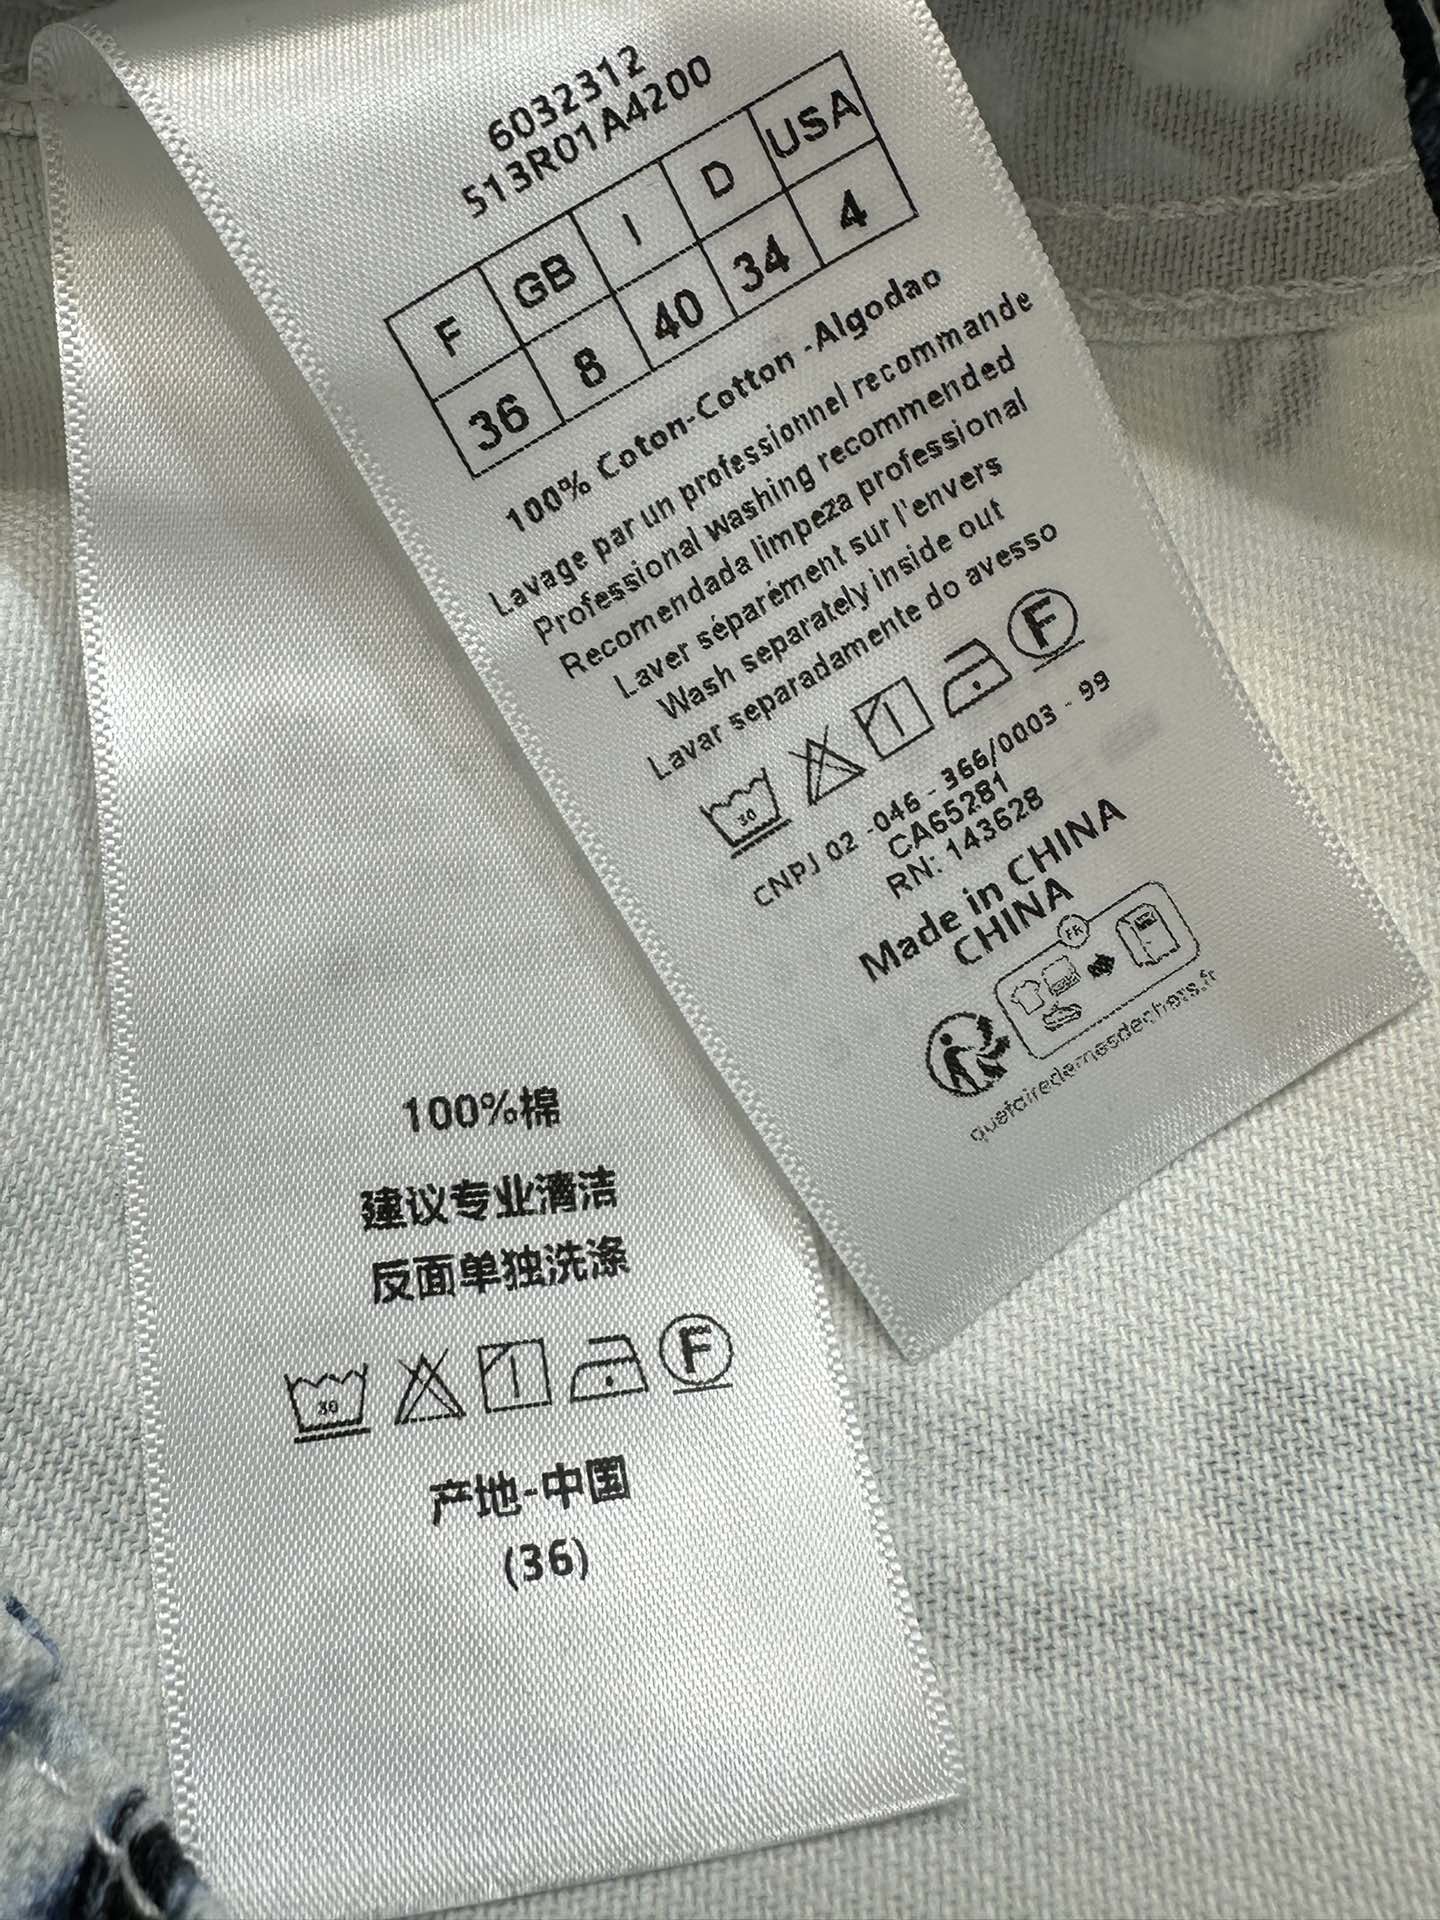 6032312
513R01A4200
F GB I D USA
36 8 40 34 4
100% Coton-Cotton -Algodao
Lavage par un professionnel recommande
Professional washing recommended
Recomendada limpeza professional
Laver séparément sur l'envers
Wash separately inside out
Lavar separadamente do avesso
30 F
CNPJ 02 -046 - 366/0003 - 99
CA65281
RN: 143628
Made in CHINA
CHINA
FR
quefairedemesdechets.fr
100%棉
建议专业清洁
反面单独洗涤
30 F
产地-中国
(36)